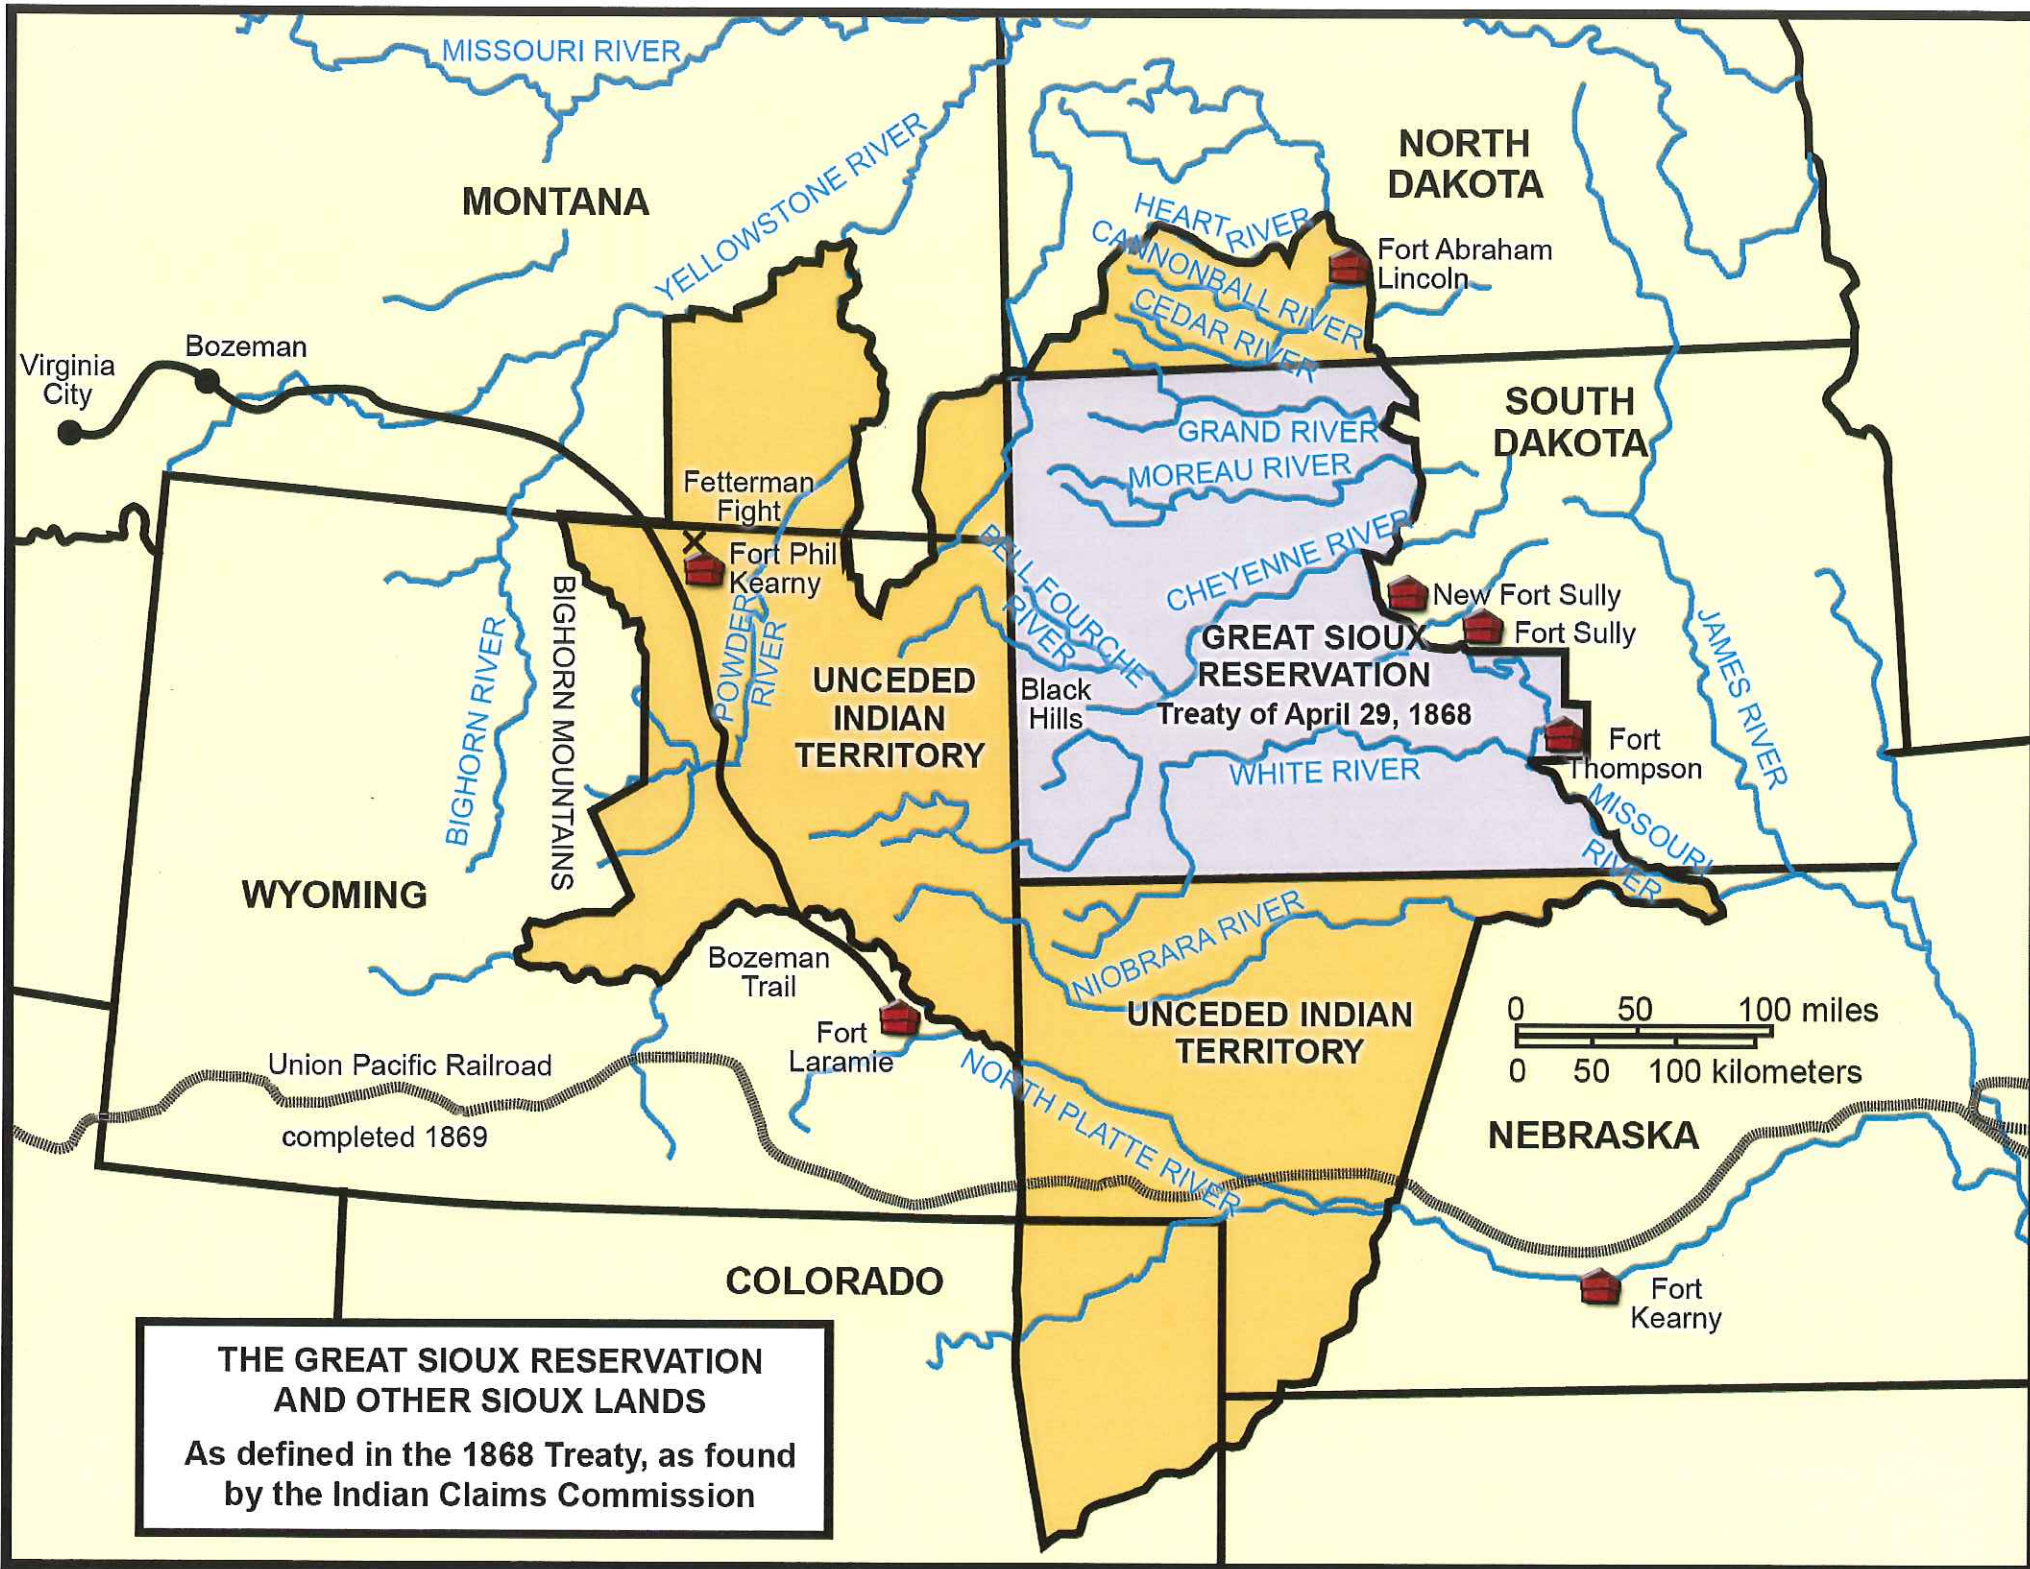 MISSOURI RIVER
MONTANA
YELLOWSTONE RIVER
NORTH
DAKOTA
HEART
RIVER
CANNONBALL RIVER
CEDAR RIVER
Fort Abraham
Lincoln
Virginia
City
Bozeman
SOUTH
DAKOTA
GRAND RIVER
MOREAU RIVER
Fetterman
Fight
Fort Phil
Kearny
BELL FOURCHE
RIVER
CHEYENNE RIVER
New Fort Sully
Fort Sully
BIGHORN RIVER
BIGHORN MOUNTAINS
POWDER
RIVER
UNCEDED
INDIAN
TERRITORY
Black
Hills
GREAT SIOUX
RESERVATION
Treaty of April 29, 1868
WHITE RIVER
Fort
Thompson
JAMES RIVER
MISSOURI
RIVER
WYOMING
Bozeman
Trail
Fort
Laramie
NIOBRARA RIVER
UNCEDED INDIAN
TERRITORY
0 50 100 miles
0 50 100 kilometers
Union Pacific Railroad
completed 1869
NORTH PLATTE RIVER
NEBRASKA
COLORADO
Fort
Kearny
THE GREAT SIOUX RESERVATION
AND OTHER SIOUX LANDS
As defined in the 1868 Treaty, as found
by the Indian Claims Commission